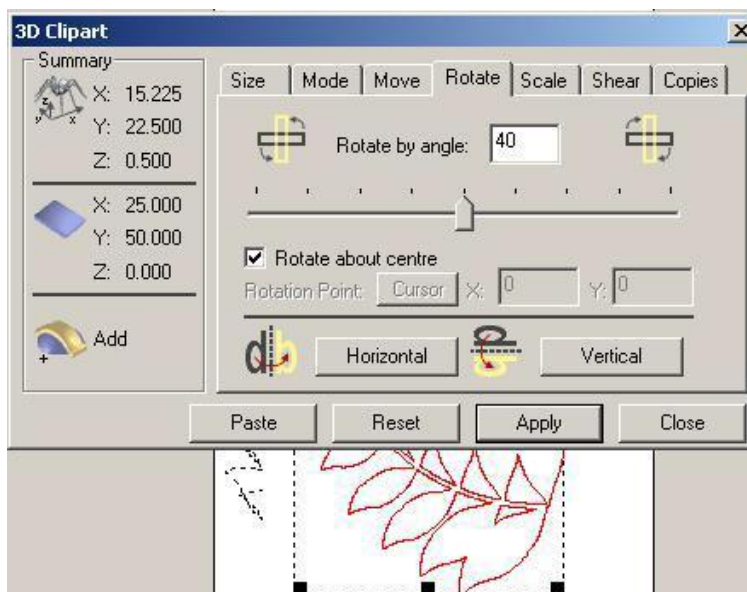 3D Clipart
Summary
X: 15.225
Y: 22.500
Z: 0.500
X: 25.000
Y: 50.000
Z: 0.000
Add
Size Mode Move Rotate Scale Shear Copies
Rotate by angle: 40
Rotate about centre
Rotation Point: Cursor X: 0 Y: 0
Horizontal Vertical
Paste Reset Apply Close